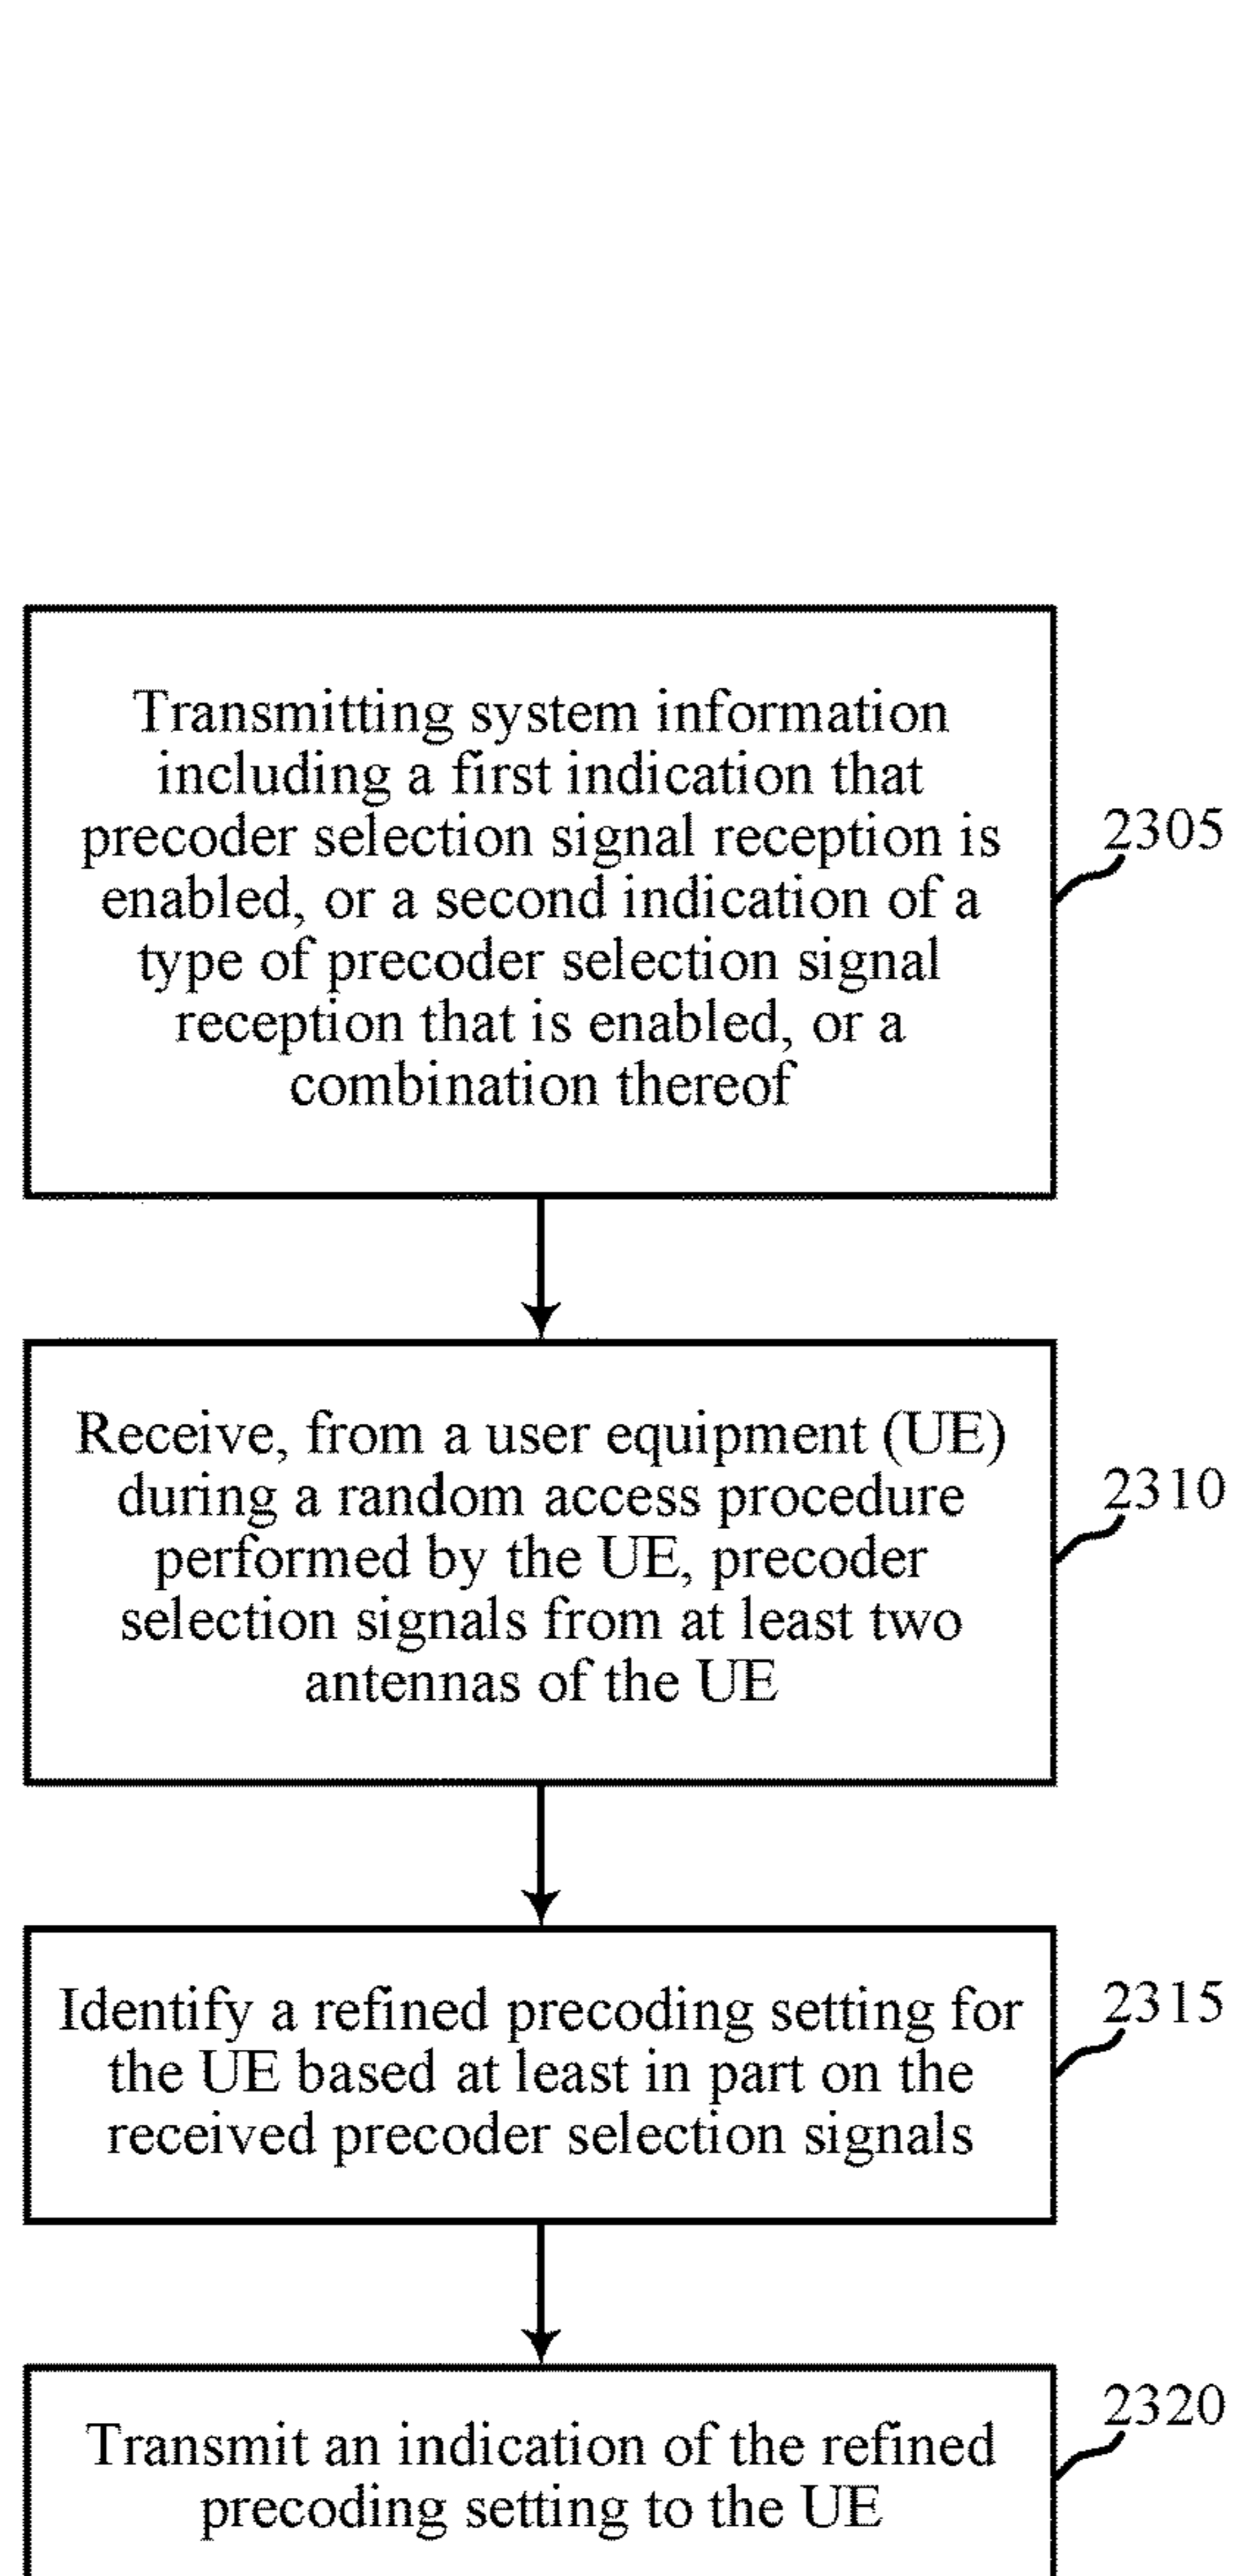 Transmitting system information
including a first indication that
precoder selection signal reception is
enabled, or a second indication of a
type of precoder selection signal
reception that is enabled, or a
combination thereof
2305
Receive, from a user equipment (UE)
during a random access procedure
performed by the UE, precoder
selection signals from at least two
antennas of the UE
2310
Identify a refined precoding setting for
the UE based at least in part on the
received precoder selection signals
2315
Transmit an indication of the refined
precoding setting to the UE
2320